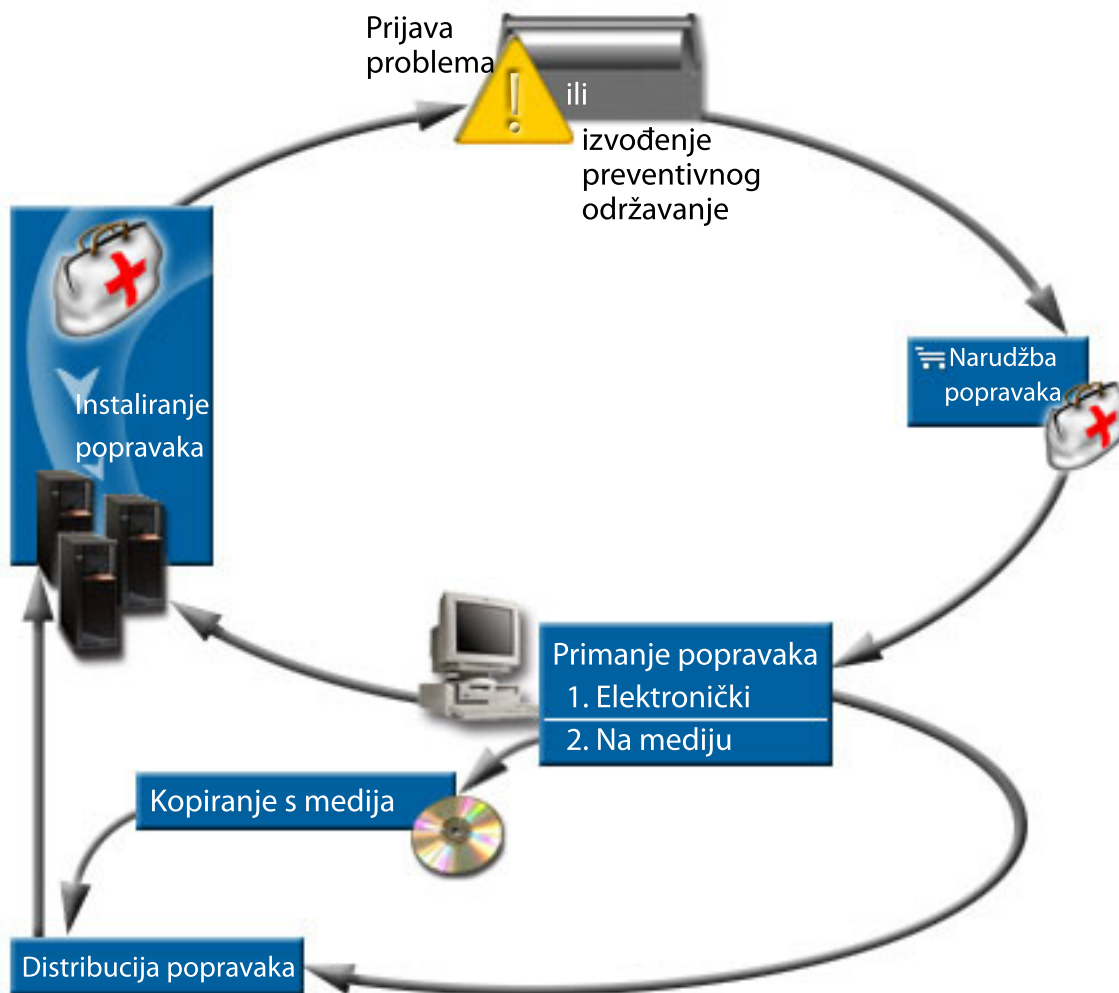 Prijava
problema
ili
izvođenje
preventivnog
održavanje
Instaliranje
popravaka
Narudžba
popravaka
Primanje popravaka
1. Elektronički
2. Na mediju
Kopiranje s medija
Distribucija popravaka